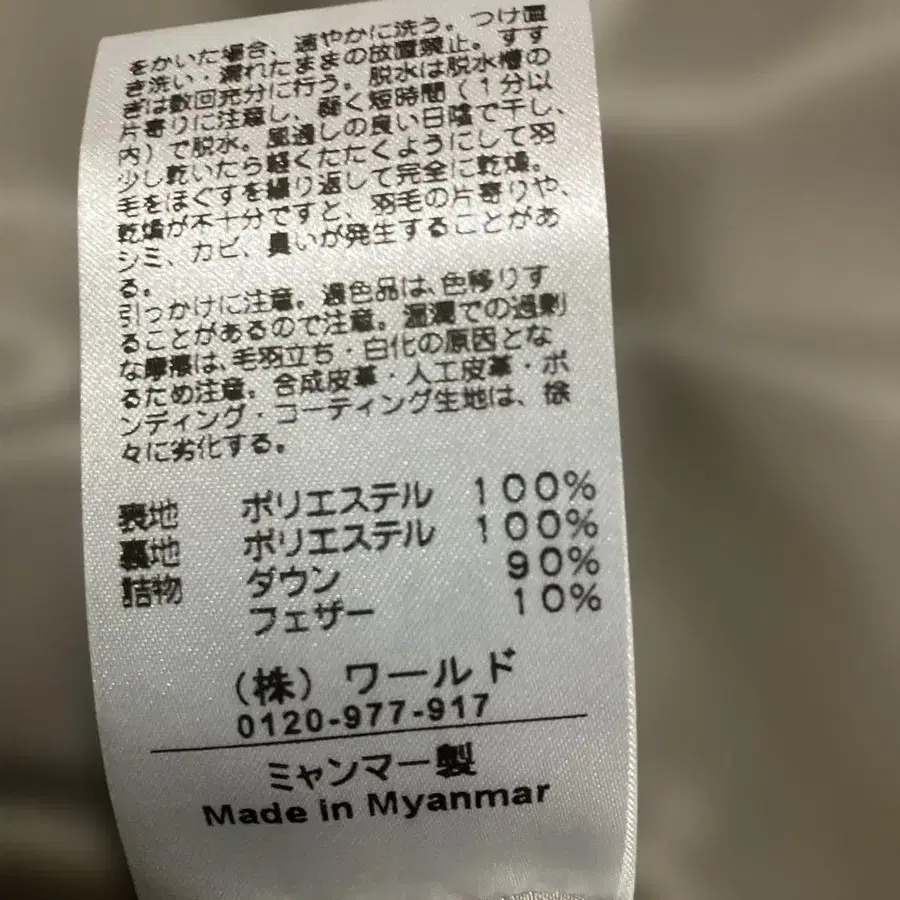 をかいた場合、速やかに洗う。つけ置
き洗い・濡れたままの放置禁止。すす
ぎは数回充分に行う。脱水は脱水槽の
片寄りに注意し、軽く短時間（１分以
内）で脱水。風通しの良い日陰で干し、
少し乾いたら軽くたたくようにして羽
毛をほぐすを繰り返して完全に乾燥。
乾燥が不十分ですと、羽毛の片寄りや、
シミ、カビ、臭いが発生することがあ
る。
引っかけに注意。濃色品は、色移りす
ることがあるので注意。湿潤での過剰
な摩擦は、毛羽立ち・白化の原因とな
るため注意。合成皮革・人工皮革・ボ
ンディング・コーティング生地は、徐
々に劣化する。
表地 ポリエステル 100%
裏地 ポリエステル 100%
詰物 ダウン 90%
フェザー 10%
（株）ワールド
0120-977-917
ミャンマー製
Made in Myanmar